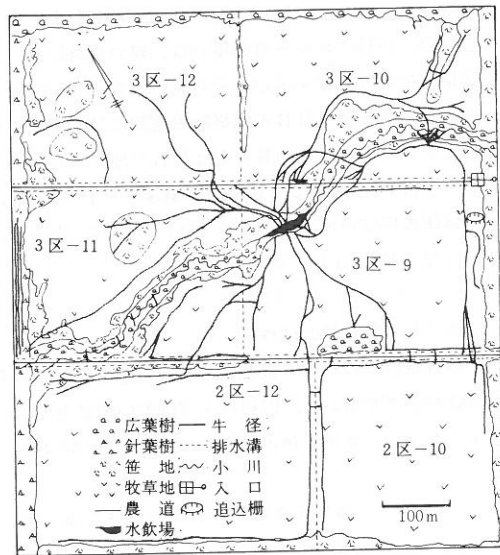 3区-12
3区-10
3区-11
3区-9
2区-12
2区-10
広葉樹 牛径
針葉樹 排水溝
笹地 小川
牧草地 入口
農道 追込柵
水飲場
100m